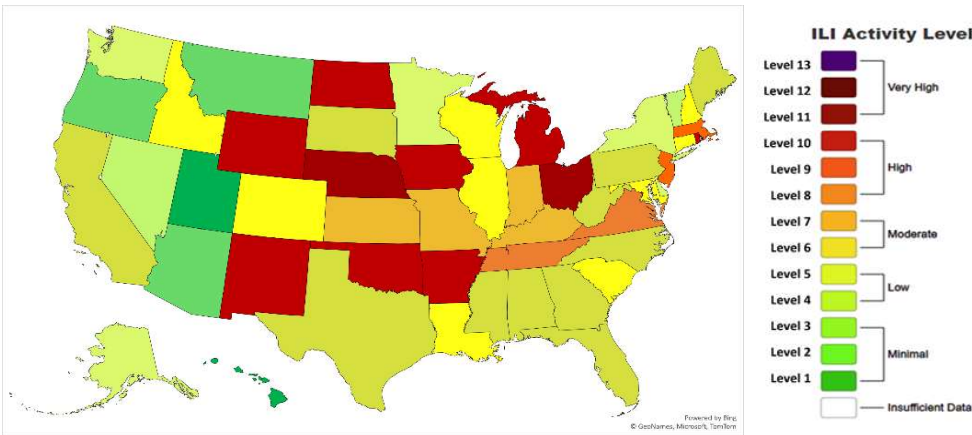 ILI Activity Level
Level 13
Level 12
Very High
Level 11
Level 10
Level 9
High
Level 8
Level 7
Moderate
Level 6
Level 5
Low
Level 4
Level 3
Level 2
Minimal
Level 1
Insufficient Data
Powered by Bing
© GeoNames, Microsoft, TomTom